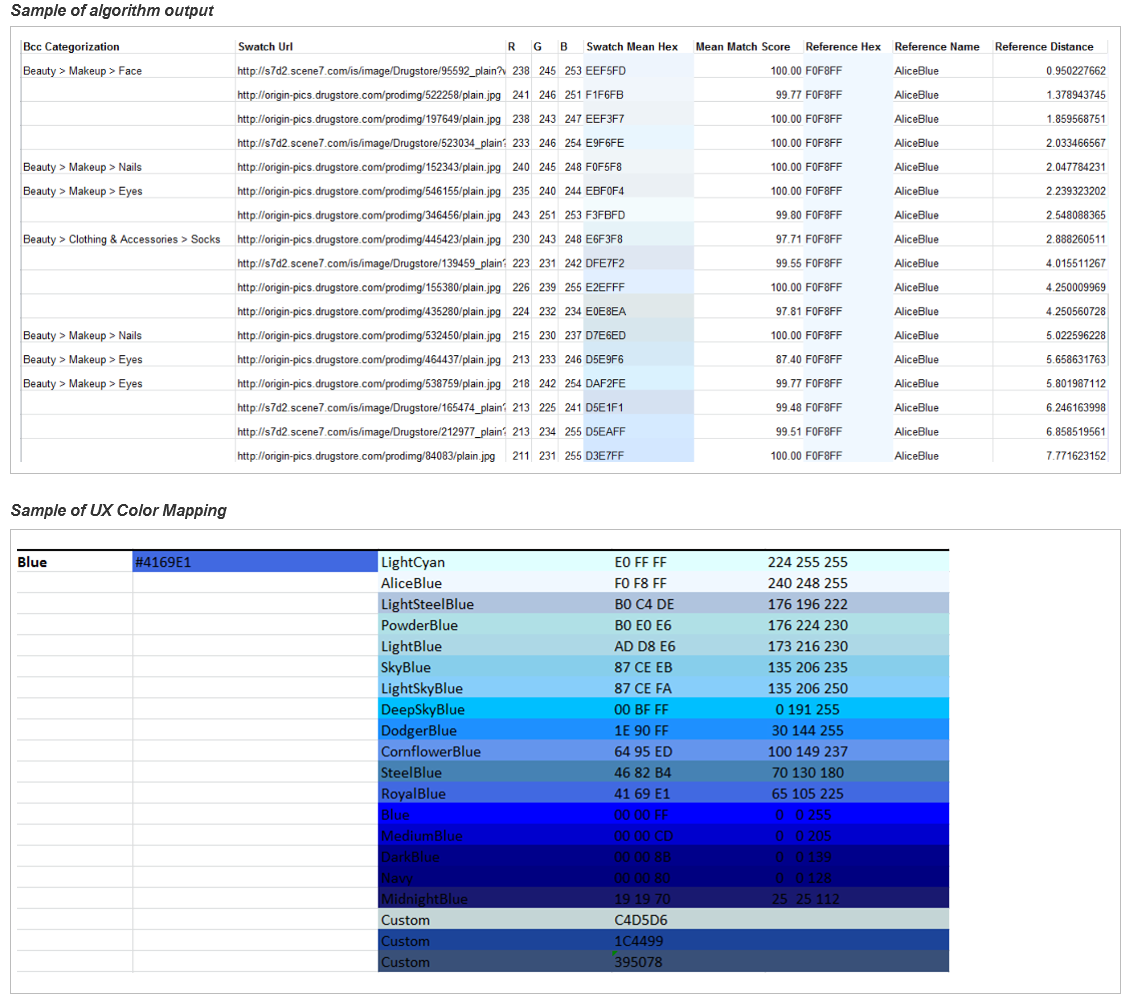 Sample of algorithm output
Bcc Categorization Swatch Url R G B Swatch Mean Hex Mean Match Score Reference Hex Reference Name Reference Distance
Beauty > Makeup > Face http://s7d2.scene7.com/is/image/Drugstore/95592_plain?v 238 245 253 EEF5FD 100.00 F0F8FF AliceBlue 0.950227662
http://origin-pics.drugstore.com/prodimg/522258/plain.jpg 241 246 251 F1F6FB 99.77 F0F8FF AliceBlue 1.378943745
http://origin-pics.drugstore.com/prodimg/197649/plain.jpg 238 243 247 EEF3F7 100.00 F0F8FF AliceBlue 1.859568751
http://s7d2.scene7.com/is/image/Drugstore/523034_plain? 233 246 254 E9F6FE 100.00 F0F8FF AliceBlue 2.033466567
Beauty > Makeup > Nails http://origin-pics.drugstore.com/prodimg/152343/plain.jpg 240 245 248 F0F5F8 100.00 F0F8FF AliceBlue 2.047784231
Beauty > Makeup > Eyes http://origin-pics.drugstore.com/prodimg/546155/plain.jpg 235 240 244 EBF0F4 100.00 F0F8FF AliceBlue 2.239323202
http://origin-pics.drugstore.com/prodimg/346456/plain.jpg 243 251 253 F3FBFD 99.80 F0F8FF AliceBlue 2.548088365
Beauty > Clothing & Accessories > Socks http://origin-pics.drugstore.com/prodimg/445423/plain.jpg 230 243 248 E6F3F8 97.71 F0F8FF AliceBlue 2.888260511
http://s7d2.scene7.com/is/image/Drugstore/139459_plain? 223 231 242 DFE7F2 99.55 F0F8FF AliceBlue 4.015511267
http://origin-pics.drugstore.com/prodimg/155380/plain.jpg 226 239 255 E2EFFF 100.00 F0F8FF AliceBlue 4.250009969
http://origin-pics.drugstore.com/prodimg/435280/plain.jpg 224 232 234 E0E8EA 97.81 F0F8FF AliceBlue 4.250560728
Beauty > Makeup > Nails http://origin-pics.drugstore.com/prodimg/532450/plain.jpg 215 230 237 D7E6ED 100.00 F0F8FF AliceBlue 5.022596228
Beauty > Makeup > Eyes http://origin-pics.drugstore.com/prodimg/464437/plain.jpg 213 233 246 D5E9F6 87.40 F0F8FF AliceBlue 5.658631763
Beauty > Makeup > Eyes http://origin-pics.drugstore.com/prodimg/538759/plain.jpg 218 242 254 DAF2FE 99.77 F0F8FF AliceBlue 5.801987112
http://s7d2.scene7.com/is/image/Drugstore/165474_plain? 213 225 241 D5E1F1 99.48 F0F8FF AliceBlue 6.246163998
http://s7d2.scene7.com/is/image/Drugstore/212977_plain? 213 234 255 D5EAFF 99.51 F0F8FF AliceBlue 6.858519561
http://origin-pics.drugstore.com/prodimg/84083/plain.jpg 211 231 255 D3E7FF 100.00 F0F8FF AliceBlue 7.771623152
Sample of UX Color Mapping
Blue #4169E1 LightCyan E0 FF FF 224 255 255
AliceBlue F0 F8 FF 240 248 255
LightSteelBlue B0 C4 DE 176 196 222
PowderBlue B0 E0 E6 176 224 230
LightBlue AD D8 E6 173 216 230
SkyBlue 87 CE EB 135 206 235
LightSkyBlue 87 CE FA 135 206 250
DeepSkyBlue 00 BF FF 0 191 255
DodgerBlue 1E 90 FF 30 144 255
CornflowerBlue 64 95 ED 100 149 237
SteelBlue 46 82 B4 70 130 180
RoyalBlue 41 69 E1 65 105 225
Blue 00 00 FF 0 0 255
MediumBlue 00 00 CD 0 0 205
DarkBlue 00 00 8B 0 0 139
Navy 00 00 80 0 0 128
MidnightBlue 19 19 70 25 25 112
Custom C4D5D6
Custom 1C4499
Custom 395078